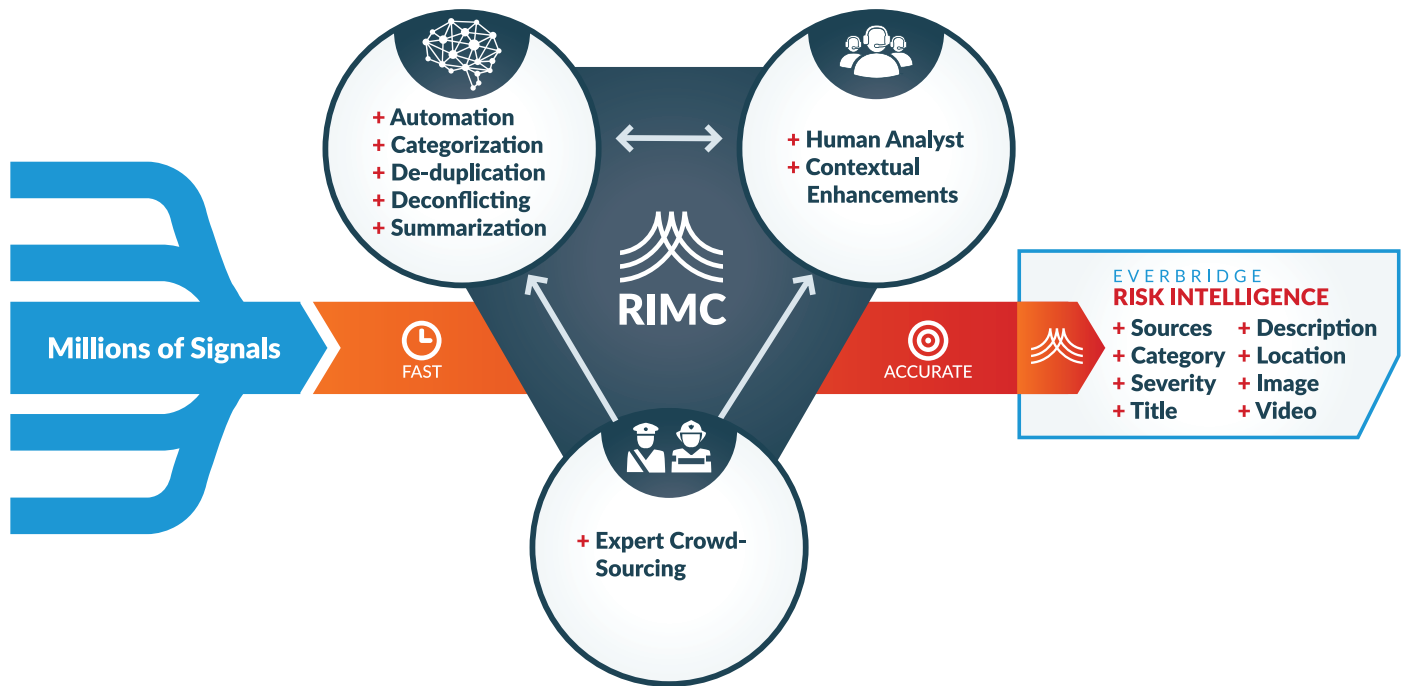 + Automation
+ Categorization
+ De-duplication
+ Deconflicting
+ Summarization
+ Human Analyst
+ Contextual
Enhancements
RIMC
Millions of Signals
FAST
ACCURATE
EVERBRIDGE
RISK INTELLIGENCE
+ Sources
+ Category
+ Severity
+ Title
+ Description
+ Location
+ Image
+ Video
+ Expert Crowd-
Sourcing